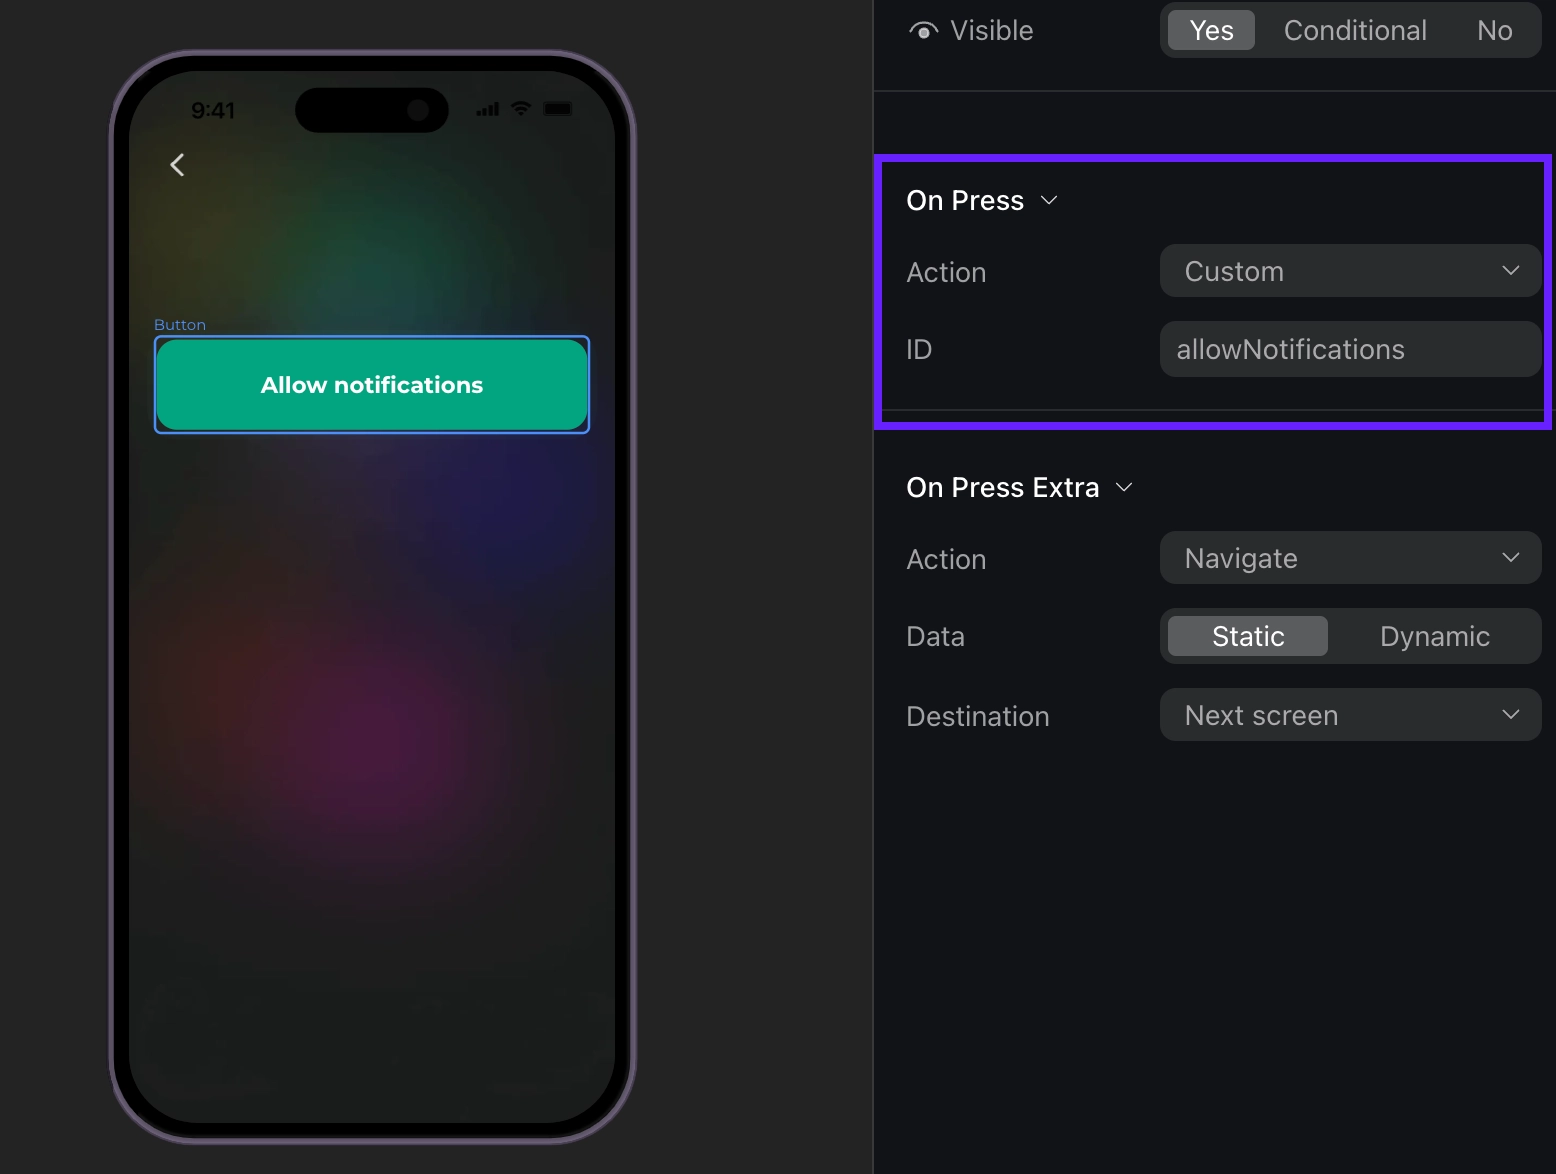 9:41
Button
Allow notifications
Visible
Yes Conditional No
On Press
Action Custom
ID allowNotifications
On Press Extra
Action Navigate
Data Static Dynamic
Destination Next screen